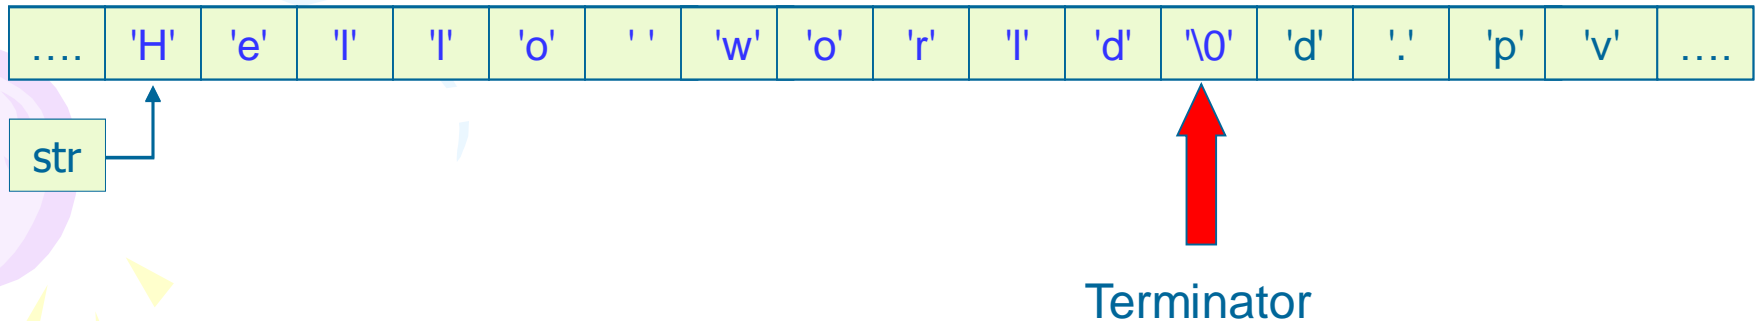 .... 'H' 'e' 'l' 'l' 'o' ' ' 'w' 'o' 'r' 'l' 'd' '\0' 'd' '.' 'p' 'v' ....
str
Terminator